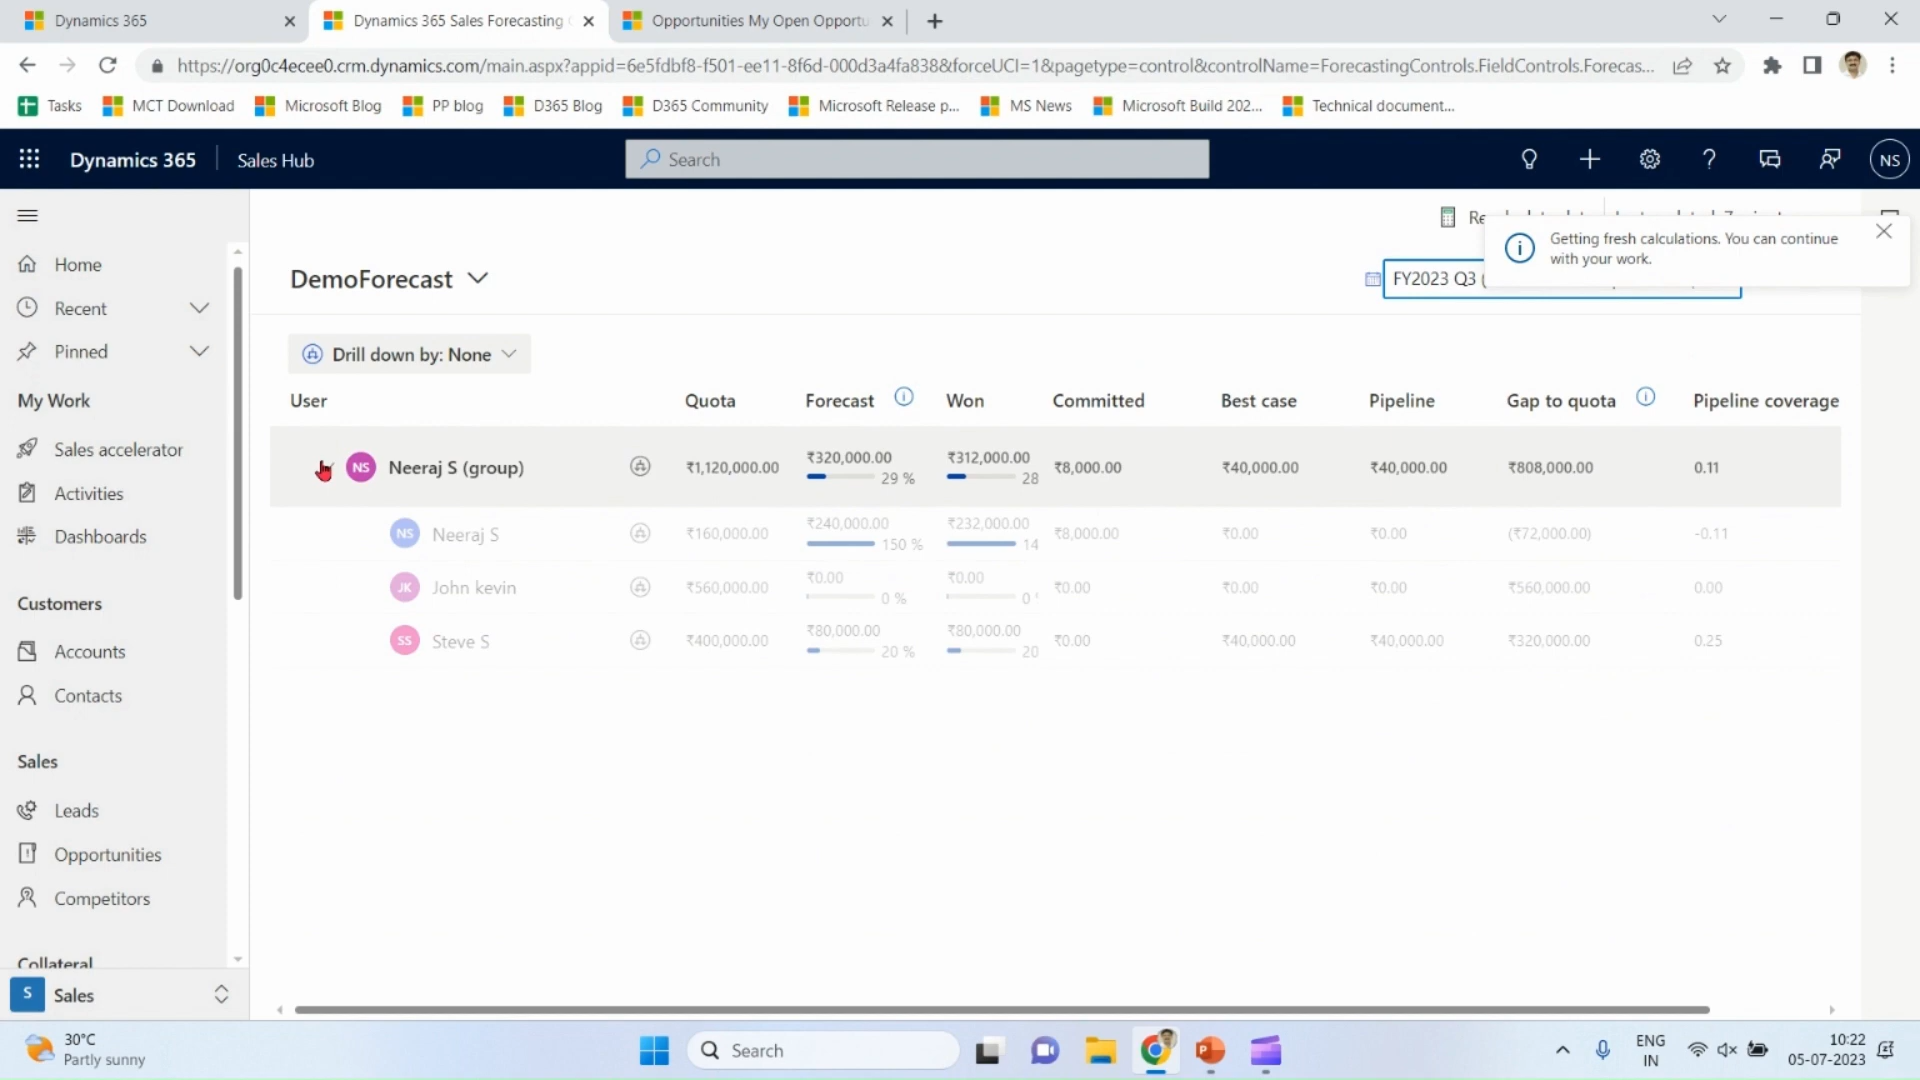 Dynamics 365
Dynamics 365 Sales Forecasting
Opportunities My Open Opportu
https://org0c4ecee0.crm.dynamics.com/main.aspx?appid=6e5fdbf8-f501-ee11-8f6d-000d3a4fa838&forceUCI=1&pagetype=control&controlName=ForecastingControls.FieldControls.Forecas...
Tasks
MCT Download
Microsoft Blog
PP blog
D365 Blog
D365 Community
Microsoft Release p...
MS News
Microsoft Build 202...
Technical document...
Dynamics 365
Sales Hub
Search
NS
Home
Recent
Pinned
My Work
Sales accelerator
Activities
Dashboards
Customers
Accounts
Contacts
Sales
Leads
Opportunities
Competitors
Collateral
S Sales
Getting fresh calculations. You can continue
with your work.
DemoForecast
FY2023 Q3
Drill down by: None
User Quota Forecast Won Committed Best case Pipeline Gap to quota Pipeline coverage
NS Neeraj S (group) ₹1,120,000.00 ₹320,000.00 29 % ₹312,000.00 28 ₹8,000.00 ₹40,000.00 ₹40,000.00 ₹808,000.00 0.11
NS Neeraj S ₹160,000.00 ₹240,000.00 150 % ₹232,000.00 14 ₹8,000.00 ₹0.00 ₹0.00 (₹72,000.00) -0.11
JK John kevin ₹560,000.00 ₹0.00 0 % ₹0.00 0 ₹0.00 ₹0.00 ₹0.00 ₹560,000.00 0.00
SS Steve S ₹400,000.00 ₹80,000.00 20 % ₹80,000.00 20 ₹0.00 ₹40,000.00 ₹40,000.00 ₹320,000.00 0.25
30°C
Partly sunny
Search
ENG
IN
10:22
05-07-2023